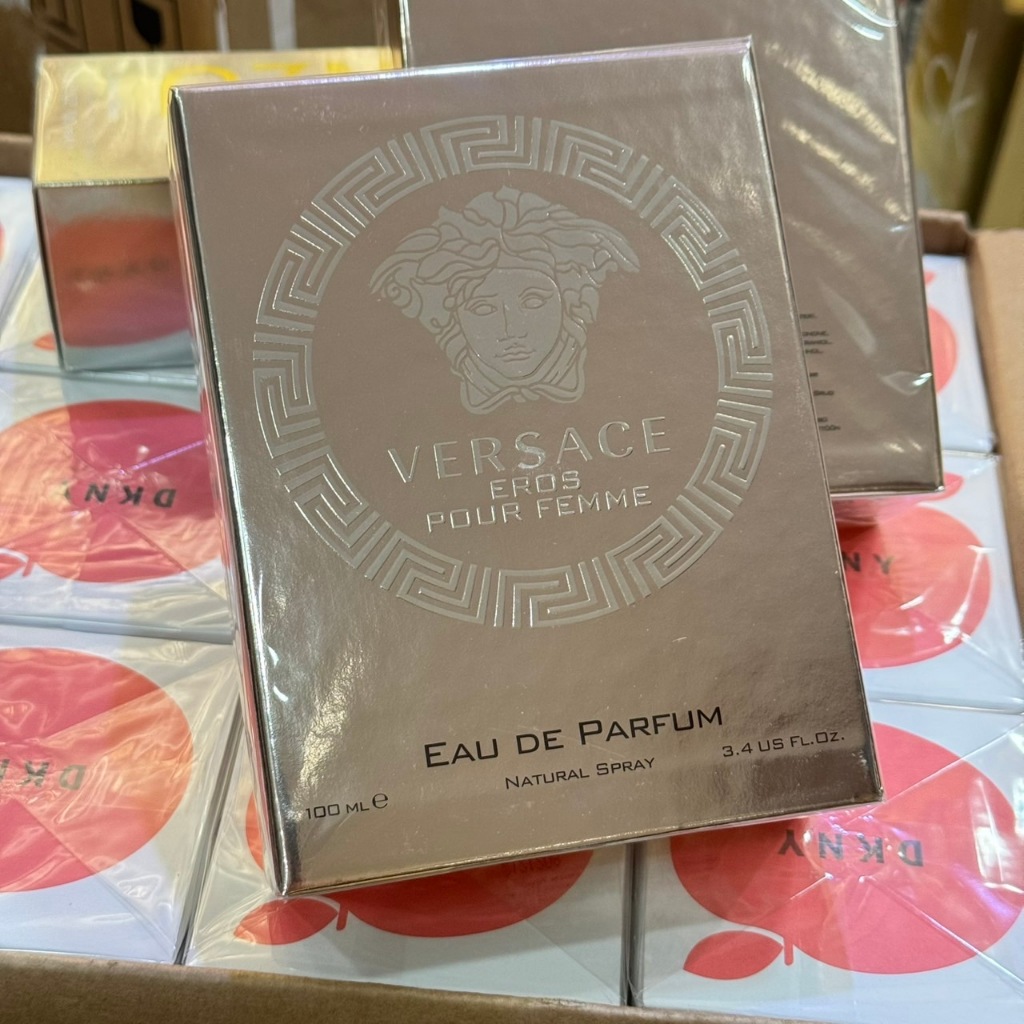 VERSACE
EROS
POUR FEMME
EAU DE PARFUM
NATURAL SPRAY
3.4 US FL.OZ.
100 ML e
DKNY
DKNY
DKNY